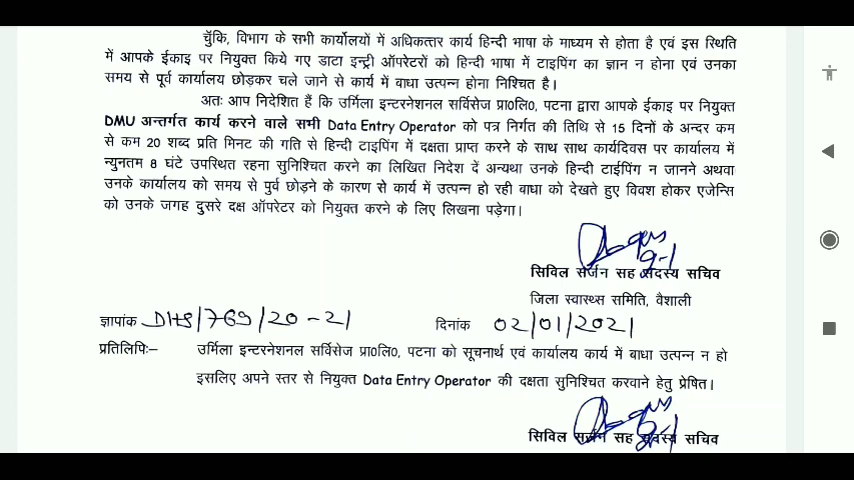 चुँकि, विभाग के सभी कार्योलयों में अधिकत्तर कार्य हिन्दी भाषा के माध्यम से होता है एवं इस स्थिति
में आपके ईकाइ पर नियुक्त किये गए डाटा इन्ट्री ऑपरेटरों को हिन्दी भाषा में टाइपिंग का ज्ञान न होना एवं उनका
समय से पूर्व कार्यालय छोड़कर चले जाने से कार्य में बाधा उत्पन्न होना निश्चित है।
अतः आप निदेशित हैं कि उर्मिला इन्टरनेशनल सर्विसेज प्रा0लि0, पटना द्वारा आपके ईकाइ पर नियुक्त
DMU अन्तर्गत कार्य करने वाले सभी Data Entry Operator को पत्र निर्गत की तिथि से 15 दिनों के अन्दर कम
से कम 20 शब्द प्रति मिनट की गति से हिन्दी टाइपिंग में दक्षता प्राप्त करने के साथ साथ कार्यदिवस पर कार्यालय में
न्युनतम 8 घंटे उपस्थित रहना सुनिश्चित करने का लिखित निदेश दें अन्यथा उनके हिन्दी टाईपिंग न जानने अथवा
उनके कार्यालय को समय से पुर्व छोड़ने के कारण से कार्य में उत्पन्न हो रही बाधा को देखते हुए विवश होकर एजेन्सि
को उनके जगह दुसरे दक्ष ऑपरेटर को नियुक्त करने के लिए लिखना पड़ेगा।
सिविल सर्जन सह सदस्य सचिव
जिला स्वास्थ्स समिति, वैशाली
ज्ञापांक DHS/769/20-21 दिनांक 02/01/2021
प्रतिलिपिः– उर्मिला इन्टरनेशनल सर्विसेज प्रा0लि0, पटना को सूचनार्थ एवं कार्यालय कार्य में बाधा उत्पन्न न हो
इसलिए अपने स्तर से नियुक्त Data Entry Operator की दक्षता सुनिश्चित करवाने हेतु प्रेषित।
सिविल सर्जन सह सदस्य सचिव